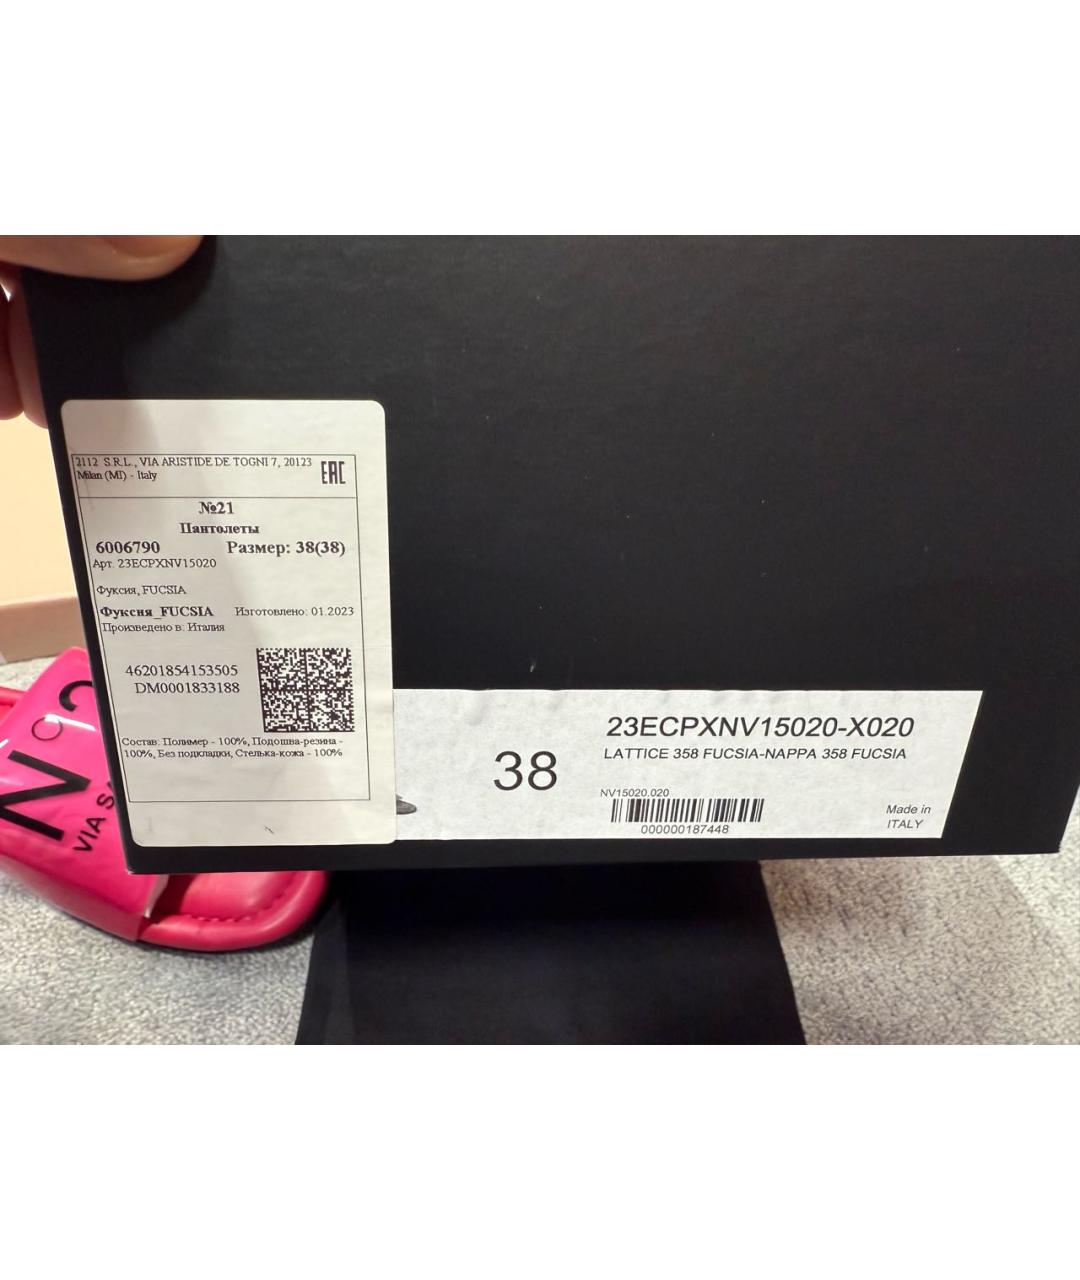 2112 S.R.L., VIA ARISTIDE DE TOGNI 7, 20123
Milan (MI) - Italy
EAC
№21
Пантолеты
6006790 Размер: 38(38)
Арт. 23ECPXNV15020
Фуксия, FUCSIA
Фуксия_FUCSIA Изготовлено: 01.2023
Произведено в: Италия
46201854153505
DM0001833188
Состав: Полимер - 100%, Подошва-резина -
100%, Без подкладки, Стелька-кожа - 100%
38
23ECPXNV15020-X020
LATTICE 358 FUCSIA-NAPPA 358 FUCSIA
NV15020.020
000000187448
Made in
ITALY
N°
VIA S